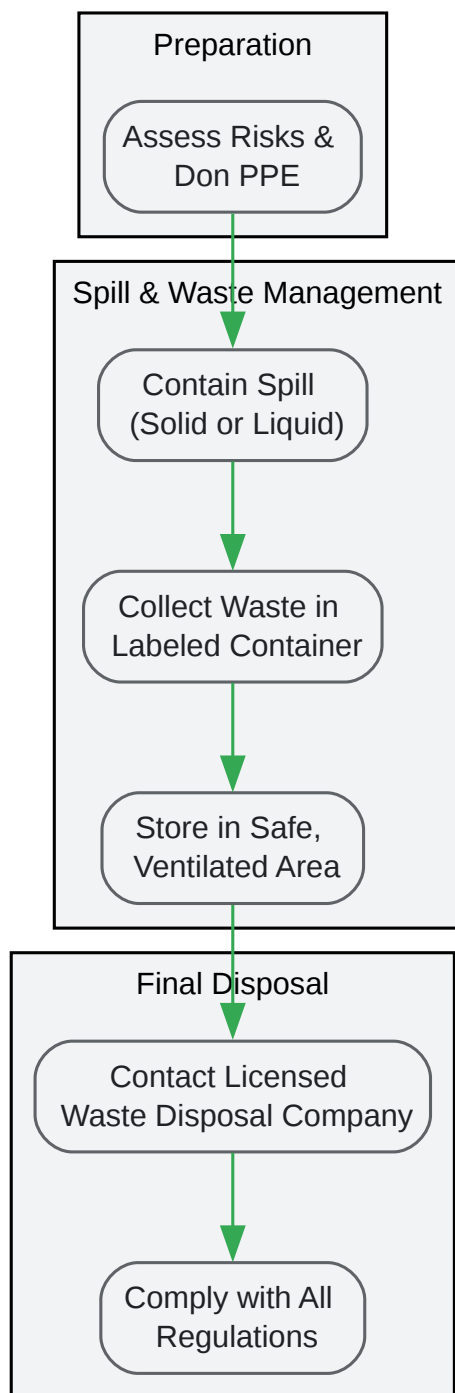 Preparation
Assess Risks &
Don PPE
Spill & Waste Management
Contain Spill
(Solid or Liquid)
Collect Waste in
Labeled Container
Store in Safe,
Ventilated Area
Final Disposal
Contact Licensed
Waste Disposal Company
Comply with All
Regulations